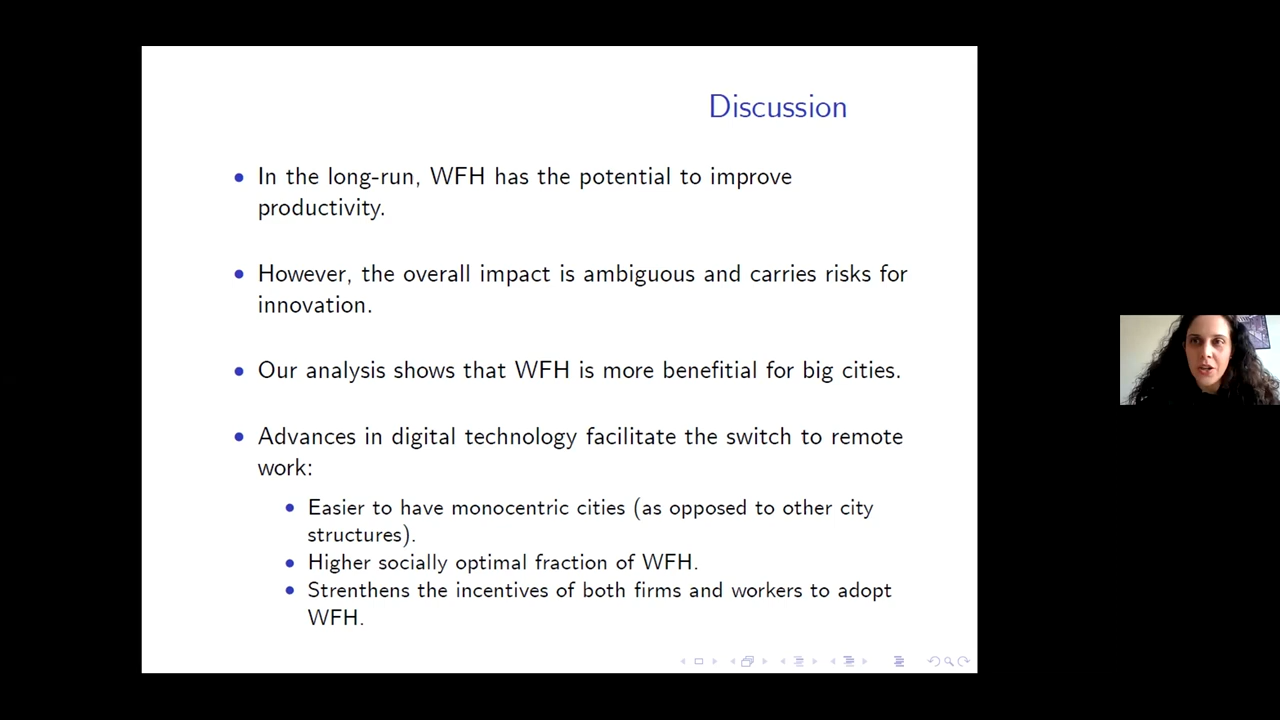 Discussion
• In the long-run, WFH has the potential to improve
productivity.
• However, the overall impact is ambiguous and carries risks for
innovation.
• Our analysis shows that WFH is more benefitial for big cities.
• Advances in digital technology facilitate the switch to remote
work:
• Easier to have monocentric cities (as opposed to other city
structures).
• Higher socially optimal fraction of WFH.
• Strenthens the incentives of both firms and workers to adopt
WFH.